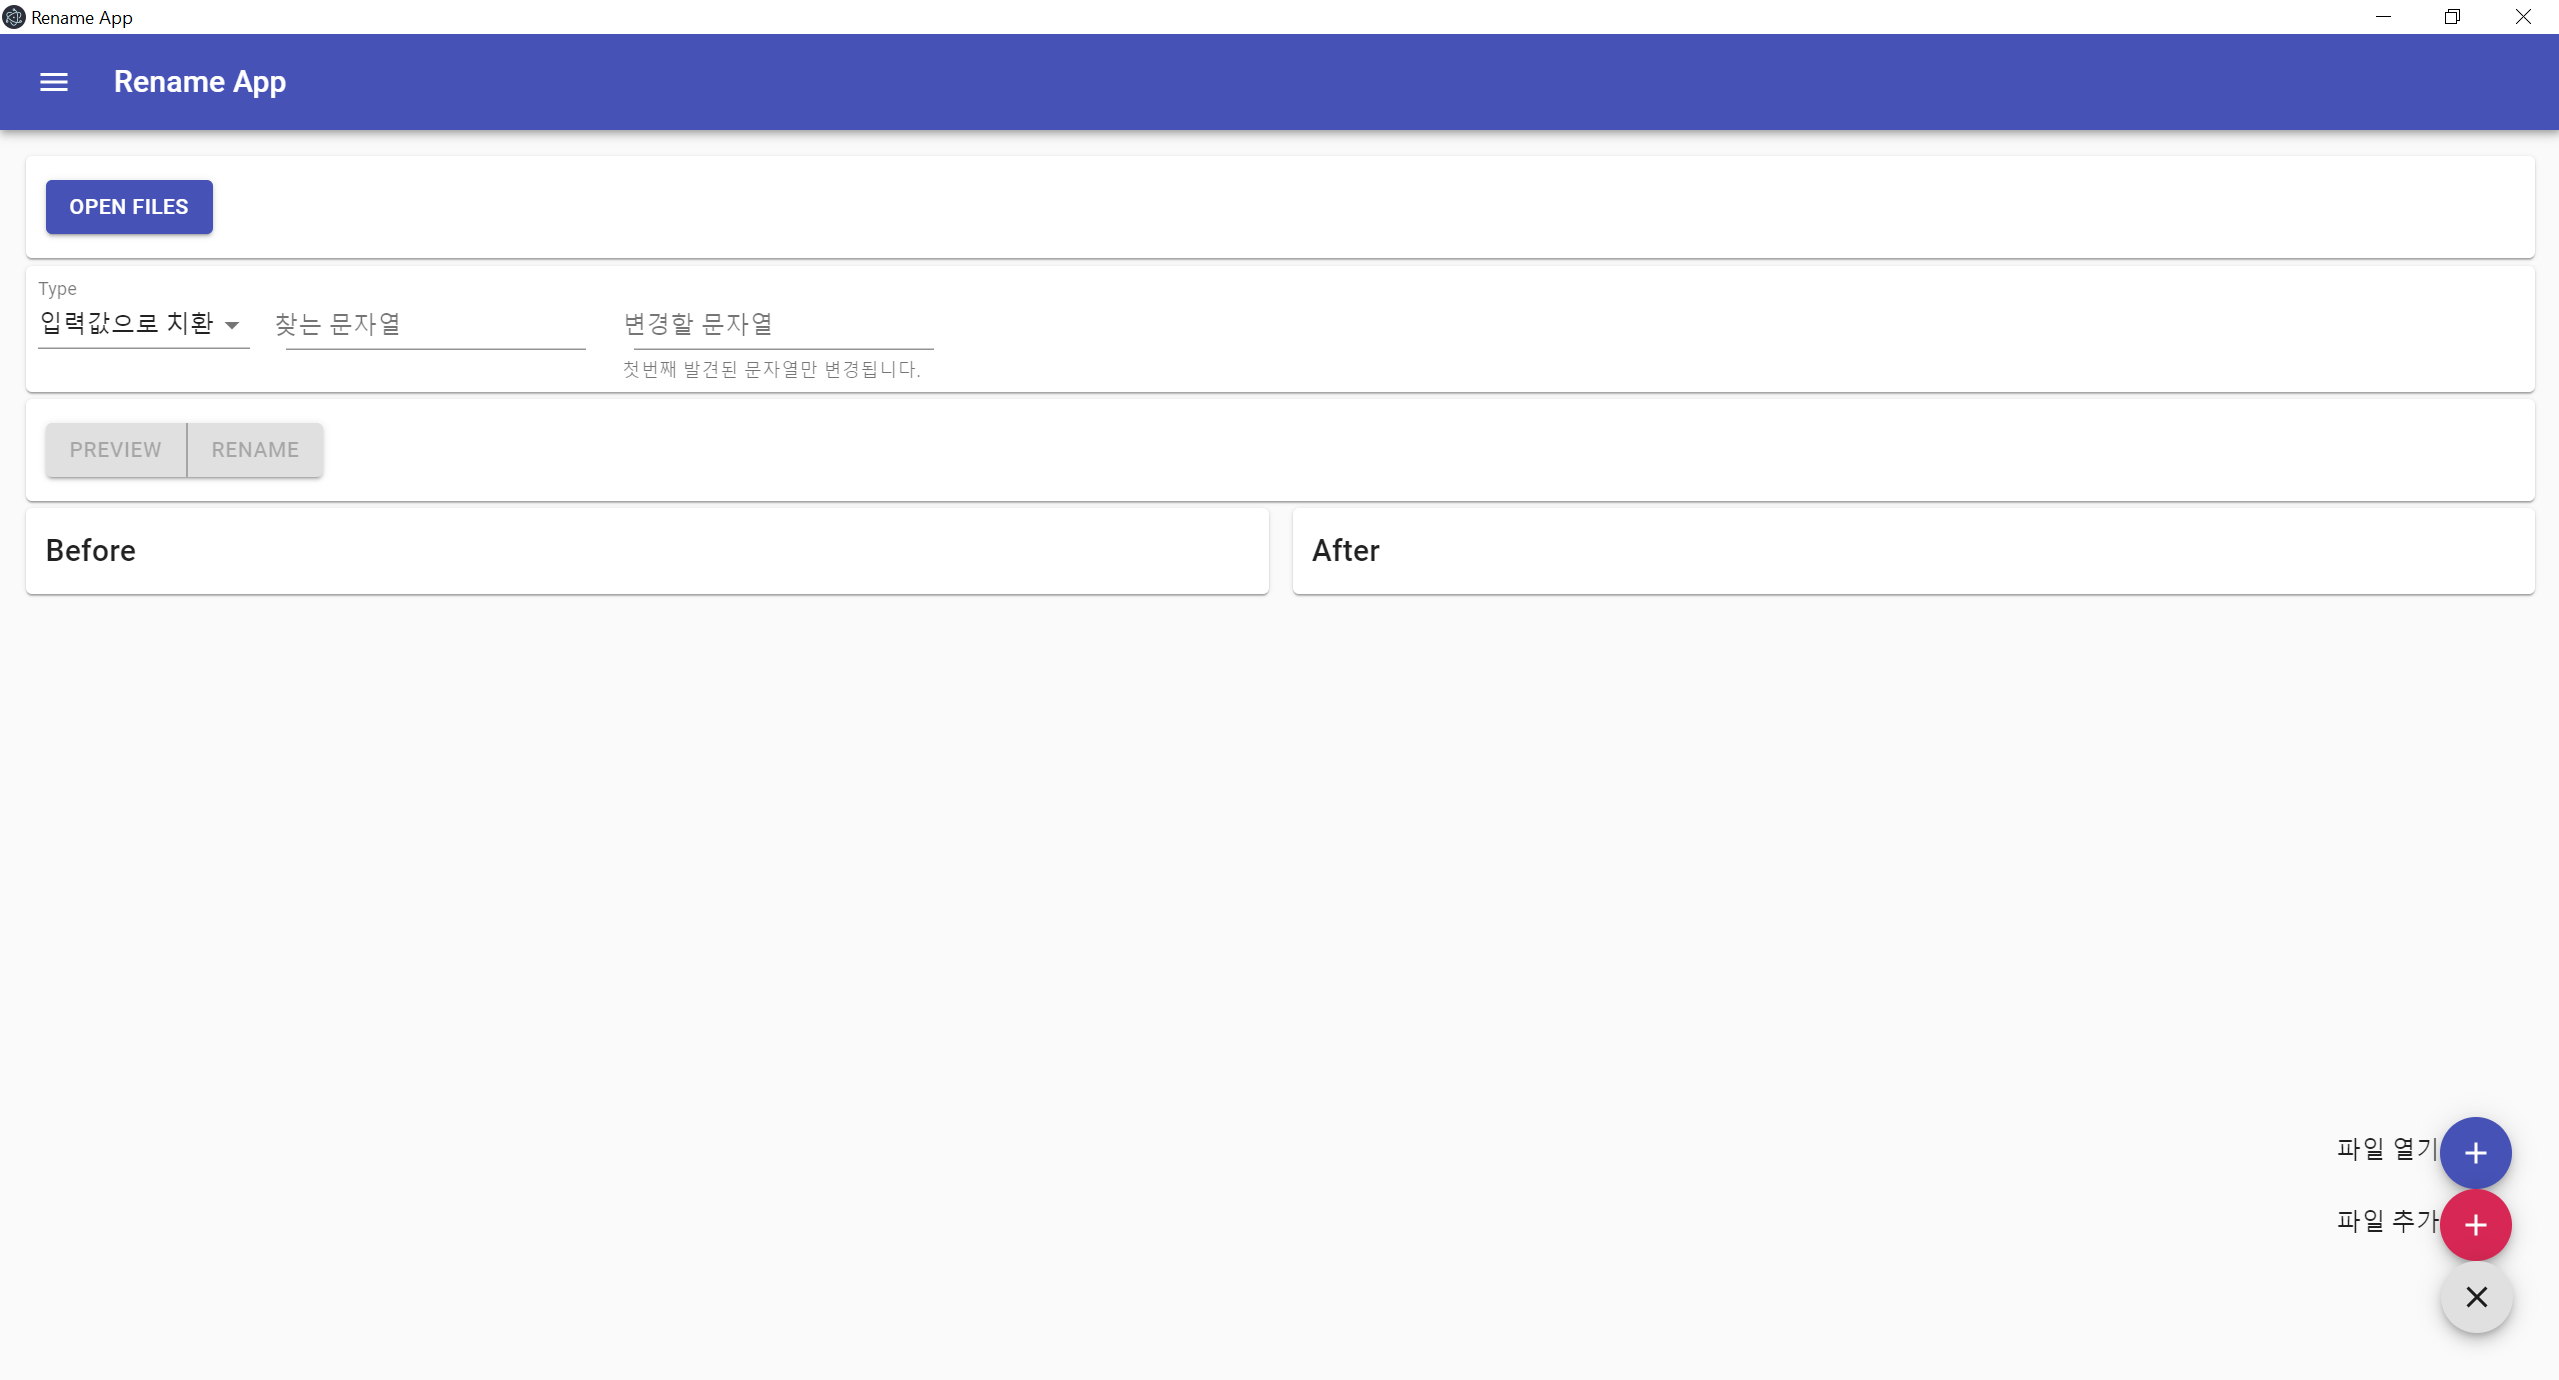 Rename App
Rename App
OPEN FILES
Type
입력값으로 치환 찾는 문자열 변경할 문자열
첫번째 발견된 문자열만 변경됩니다.
PREVIEW RENAME
Before After
파일 열기
파일 추가